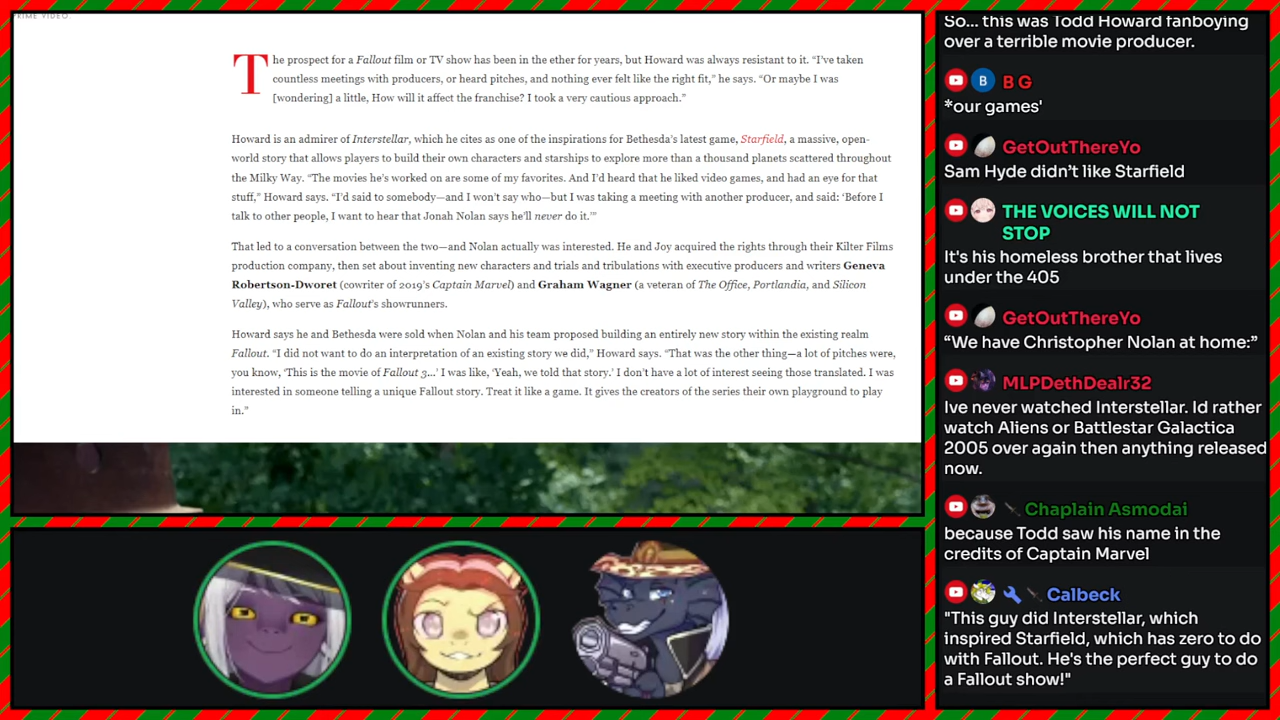 PRIME VIDEO
The prospect for a Fallout film or TV show has been in the ether for years, but Howard was always resistant to it. “I’ve taken
countless meetings with producers, or heard pitches, and nothing ever felt like the right fit,” he says. “Or maybe I was
[wondering] a little, How will it affect the franchise? I took a very cautious approach.”
Howard is an admirer of Interstellar, which he cites as one of the inspirations for Bethesda’s latest game, Starfield, a massive, open-
world story that allows players to build their own characters and starships to explore more than a thousand planets scattered throughout
the Milky Way. “The movies he’s worked on are some of my favorites. And I’d heard that he liked video games, and had an eye for that
stuff,” Howard says. “I’d said to somebody—and I won’t say who—but I was taking a meeting with another producer, and said: ‘Before I
talk to other people, I want to hear that Jonah Nolan says he’ll never do it.’”
That led to a conversation between the two—and Nolan actually was interested. He and Joy acquired the rights through their Kilter Films
production company, then set about inventing new characters and trials and tribulations with executive producers and writers Geneva
Robertson-Dworet (cowriter of 2019’s Captain Marvel) and Graham Wagner (a veteran of The Office, Portlandia, and Silicon
Valley), who serve as Fallout’s showrunners.
Howard says he and Bethesda were sold when Nolan and his team proposed building an entirely new story within the existing realm
Fallout. “I did not want to do an interpretation of an existing story we did,” Howard says. “That was the other thing—a lot of pitches were,
you know, ‘This is the movie of Fallout 3…’ I was like, ‘Yeah, we told that story.’ I don’t have a lot of interest seeing those translated. I was
interested in someone telling a unique Fallout story. Treat it like a game. It gives the creators of the series their own playground to play
in.”
So... this was Todd Howard fanboying
over a terrible movie producer.
B B G
*our games'
GetOutThereYo
Sam Hyde didn’t like Starfield
THE VOICES WILL NOT
STOP
It's his homeless brother that lives
under the 405
GetOutThereYo
“We have Christopher Nolan at home:”
MLPDethDealr32
Ive never watched Interstellar. Id rather
watch Aliens or Battlestar Galactica
2005 over again then anything released
now.
Chaplain Asmodai
because Todd saw his name in the
credits of Captain Marvel
Calbeck
"This guy did Interstellar, which
inspired Starfield, which has zero to do
with Fallout. He's the perfect guy to do
a Fallout show!"